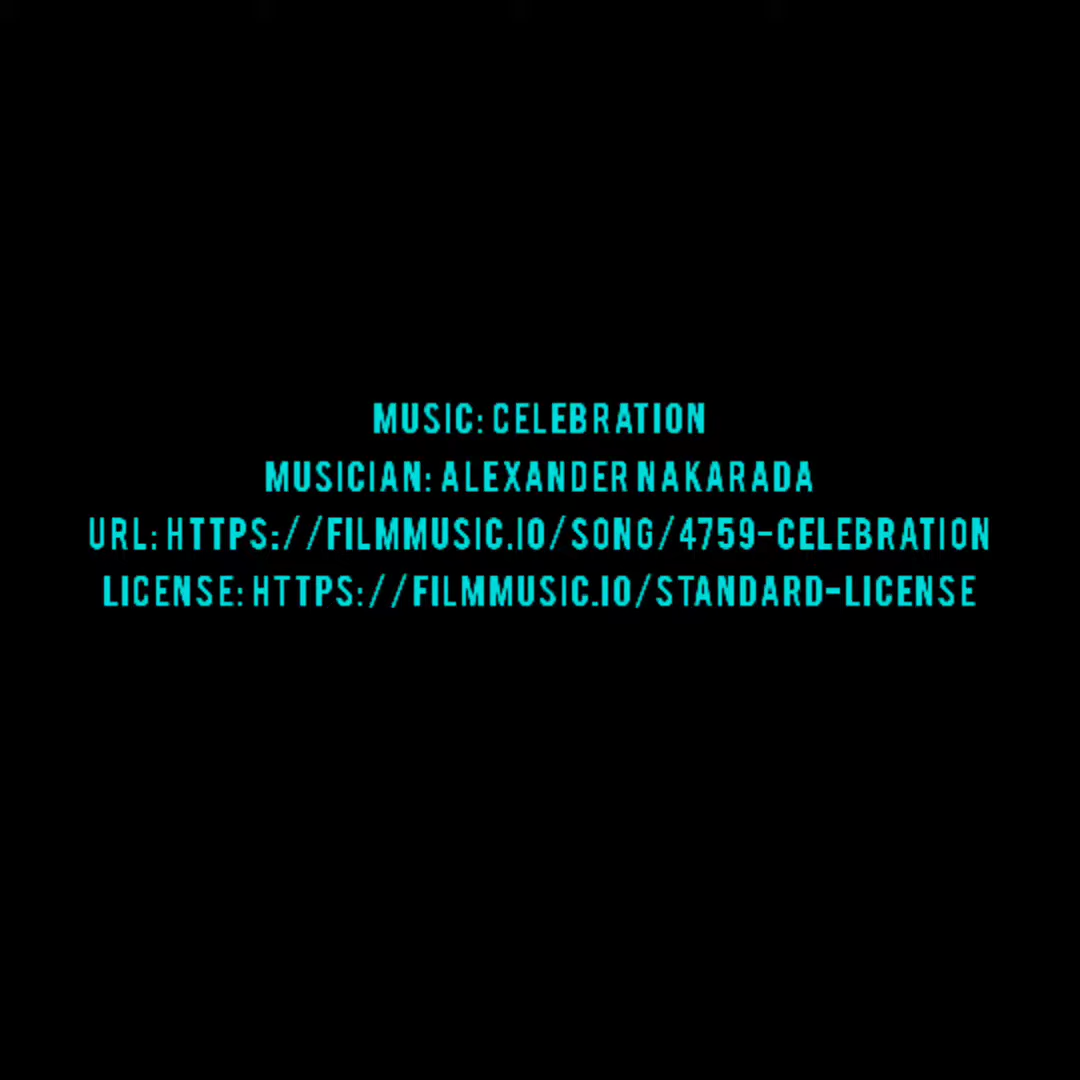 MUSIC: CELEBRATION
MUSICIAN: ALEXANDER NAKARADA
URL: HTTPS://FILMMUSIC.IO/SONG/4759-CELEBRATION
LICENSE: HTTPS://FILMMUSIC.IO/STANDARD-LICENSE